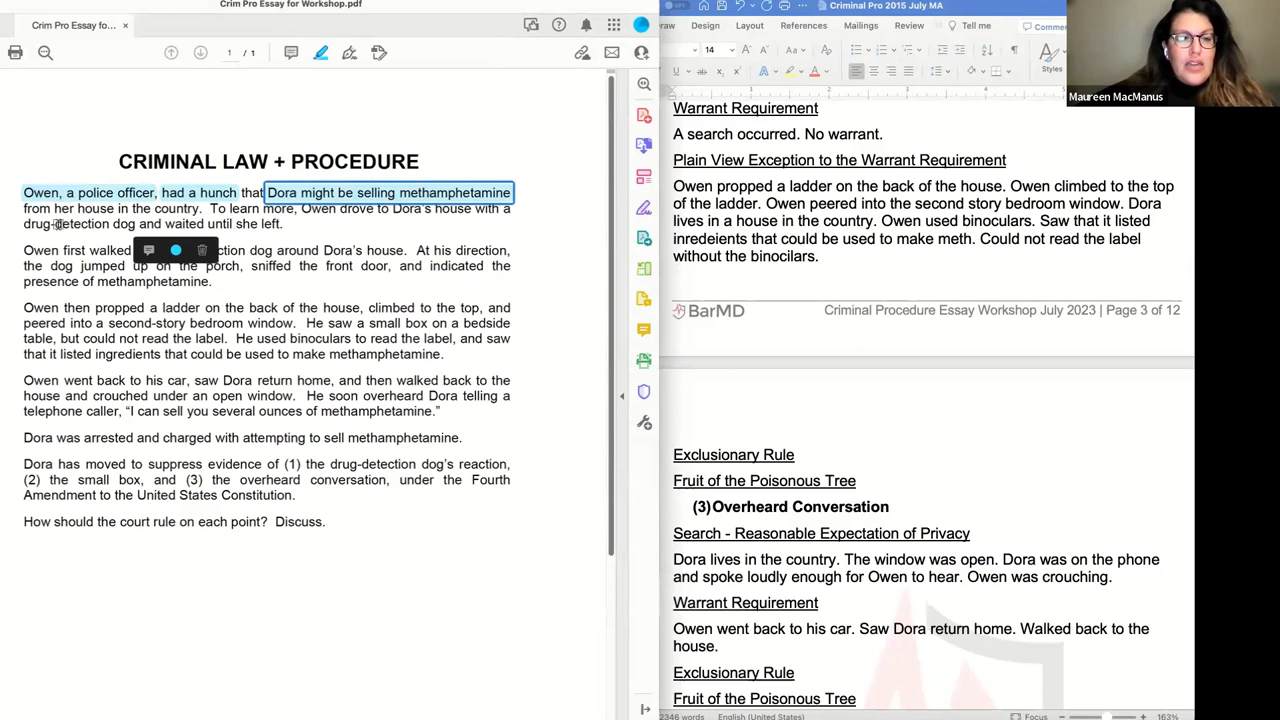 Crim Pro Essay for Workshop.pdf
Crim Pro Essay fo...
1 / 1
CRIMINAL LAW + PROCEDURE
Owen, a police officer, had a hunch that Dora might be selling methamphetamine
from her house in the country. To learn more, Owen drove to Dora's house with a
drug-detection dog and waited until she left.
Owen first walked ction dog around Dora's house. At his direction,
the dog jumped up on the porch, sniffed the front door, and indicated the
presence of methamphetamine.
Owen then propped a ladder on the back of the house, climbed to the top, and
peered into a second-story bedroom window. He saw a small box on a bedside
table, but could not read the label. He used binoculars to read the label, and saw
that it listed ingredients that could be used to make methamphetamine.
Owen went back to his car, saw Dora return home, and then walked back to the
house and crouched under an open window. He soon overheard Dora telling a
telephone caller, "I can sell you several ounces of methamphetamine."
Dora was arrested and charged with attempting to sell methamphetamine.
Dora has moved to suppress evidence of (1) the drug-detection dog's reaction,
(2) the small box, and (3) the overheard conversation, under the Fourth
Amendment to the United States Constitution.
How should the court rule on each point? Discuss.
OFF
Criminal Pro 2015 July MA
raw Design Layout References Mailings Review Tell me
Comme
14
Styles
Warrant Requirement
A search occurred. No warrant.
Plain View Exception to the Warrant Requirement
Owen propped a ladder on the back of the house. Owen climbed to the top
of the ladder. Owen peered into the second story bedroom window. Dora
lives in a house in the country. Owen used binoculars. Saw that it listed
inredeients that could be used to make meth. Could not read the label
without the binocilars.
BarMD
Criminal Procedure Essay Workshop July 2023 | Page 3 of 12
Exclusionary Rule
Fruit of the Poisonous Tree
(3)Overheard Conversation
Search - Reasonable Expectation of Privacy
Dora lives in the country. The window was open. Dora was on the phone
and spoke loudly enough for Owen to hear. Owen was crouching.
Warrant Requirement
Owen went back to his car. Saw Dora return home. Walked back to the
house.
Exclusionary Rule
Fruit of the Poisonous Tree
2346 words English (United States) Focus 163%
Maureen MacManus